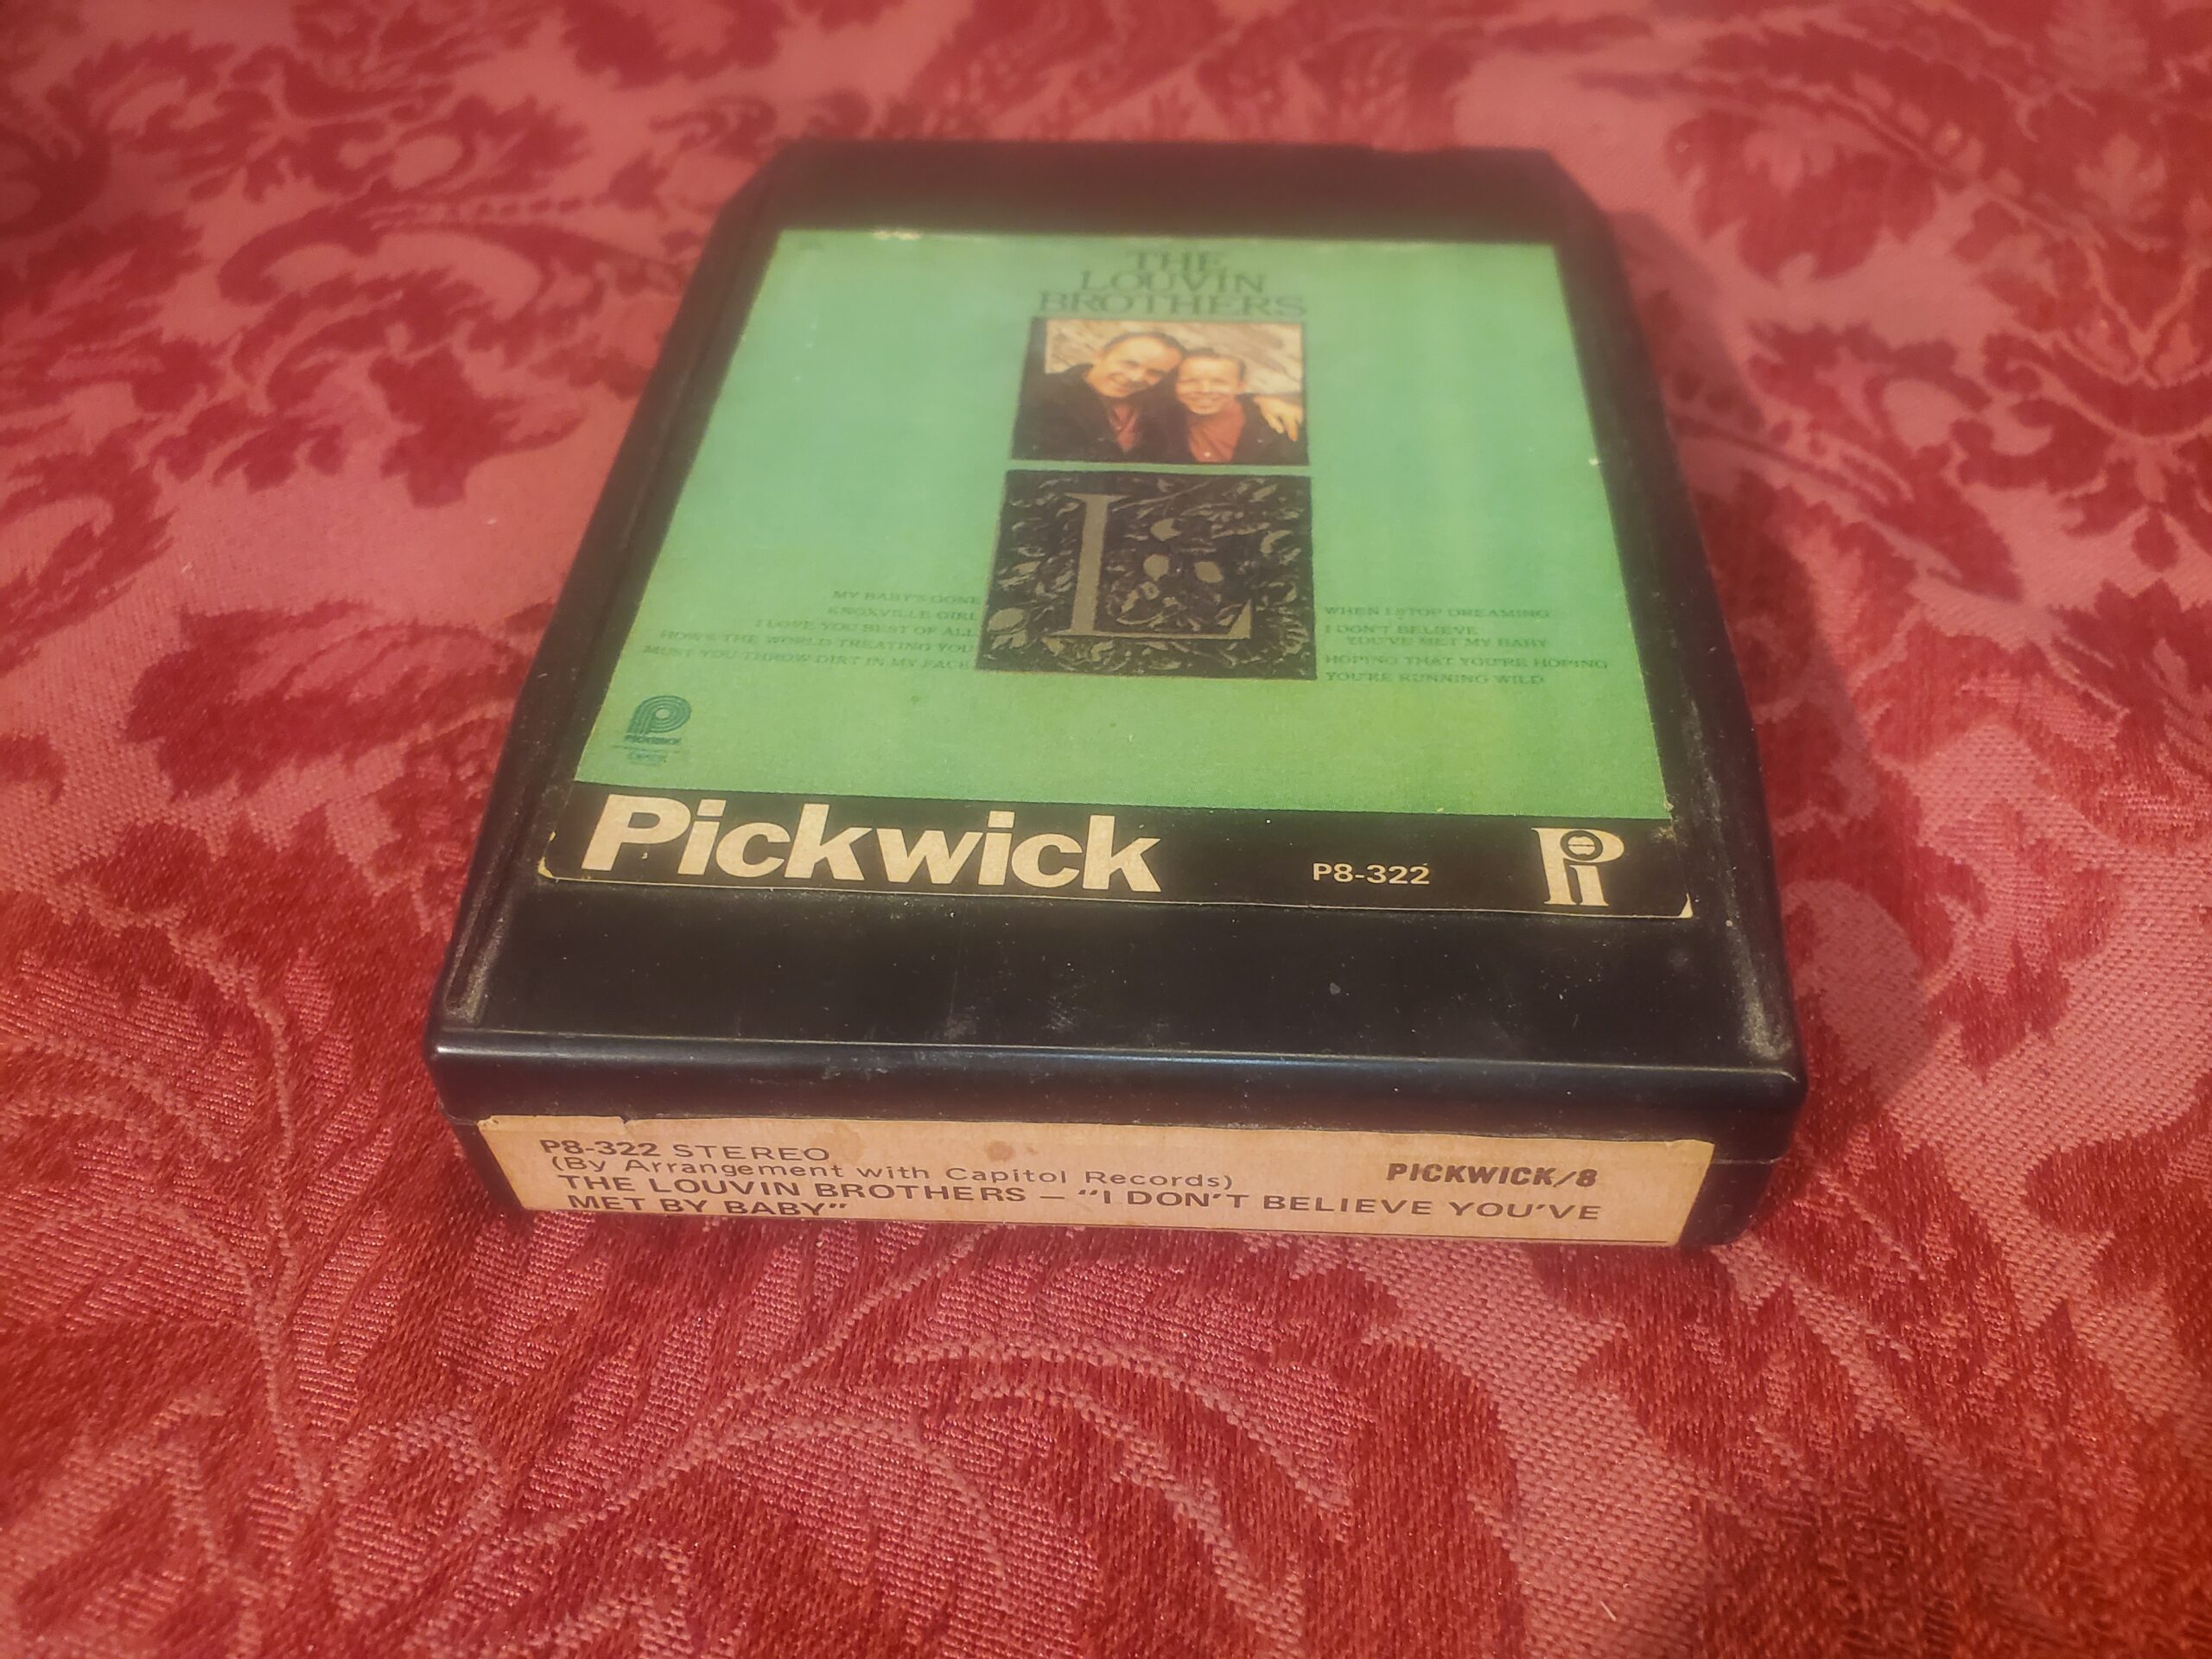 THE
LOUVIN
BROTHERS
L
MY BABY'S GONE
KNOXVILLE GIRL
I LOVE YOU BEST OF ALL
HOW'S THE WORLD TREATING YOU
MUST YOU THROW DIRT IN MY FACE
WHEN I STOP DREAMING
I DON'T BELIEVE
YOU'VE MET MY BABY
HOPING THAT YOU'RE HOPING
YOU'RE RUNNING WILD
PICKWICK
Pickwick
P8-322
Pi
P8-322 STEREO
(By Arrangement with Capitol Records)
PICKWICK/8
THE LOUVIN BROTHERS — "I DON'T BELIEVE YOU'VE
MET BY BABY"